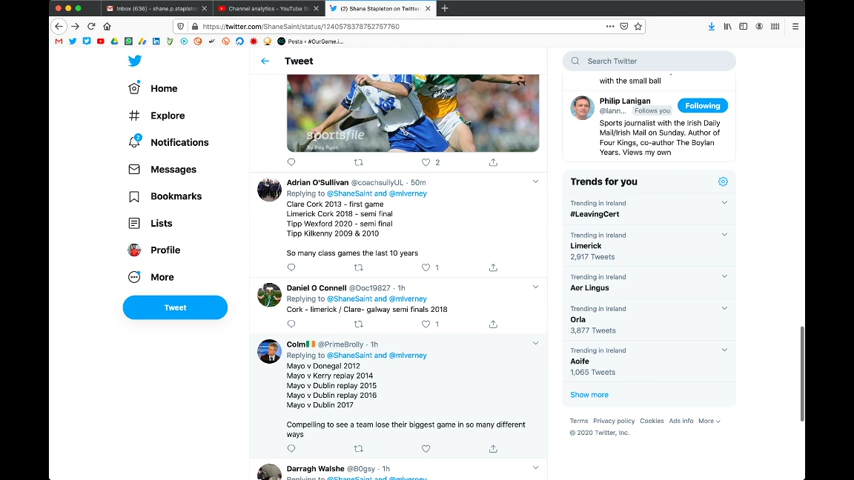 Inbox (636) - shane.p.stapleton
Channel analytics - YouTube S
Shane Stapleton on Twitter
https://twitter.com/ShaneSaint/status/1240578378752757760
Posts ‹ #OurGame.i...
Home
Explore
Notifications
Messages
Bookmarks
Lists
Profile
More
Tweet
Tweet
sportsfile
2
Adrian O'Sullivan @coachsullyUL · 50m
Replying to @ShaneSaint and @mlverney
Clare Cork 2013 - first game
Limerick Cork 2018 - semi final
Tipp Wexford 2020 - semi final
Tipp Kilkenny 2009 & 2010
So many class games the last 10 years
1
Daniel O Connell @Doc19827 · 1h
Replying to @ShaneSaint and @mlverney
Cork - limerick / Clare- galway semi finals 2018
1
Colm @PrimeBrolly · 1h
Replying to @ShaneSaint and @mlverney
Mayo v Donegal 2012
Mayo v Kerry replay 2014
Mayo v Dublin replay 2015
Mayo v Dublin replay 2016
Mayo v Dublin 2017
Compelling to see a team lose their biggest game in so many different
ways
Darragh Walshe @B0gsy · 1h
Replying to @ShaneSaint and @mlverney
Search Twitter
with the small ball
Philip Lanigan
@lann... Follows you
Following
Sports journalist with the Irish Daily
Mail/Irish Mail on Sunday. Author of
Four Kings, co-author The Boylan
Years. Views my own
Trends for you
Trending in Ireland
#LeavingCert
Trending in Ireland
Limerick
2,917 Tweets
Trending in Ireland
Aer Lingus
Trending in Ireland
Orla
3,877 Tweets
Trending in Ireland
Aoife
1,065 Tweets
Show more
Terms Privacy policy Cookies Ads info More
© 2020 Twitter, Inc.